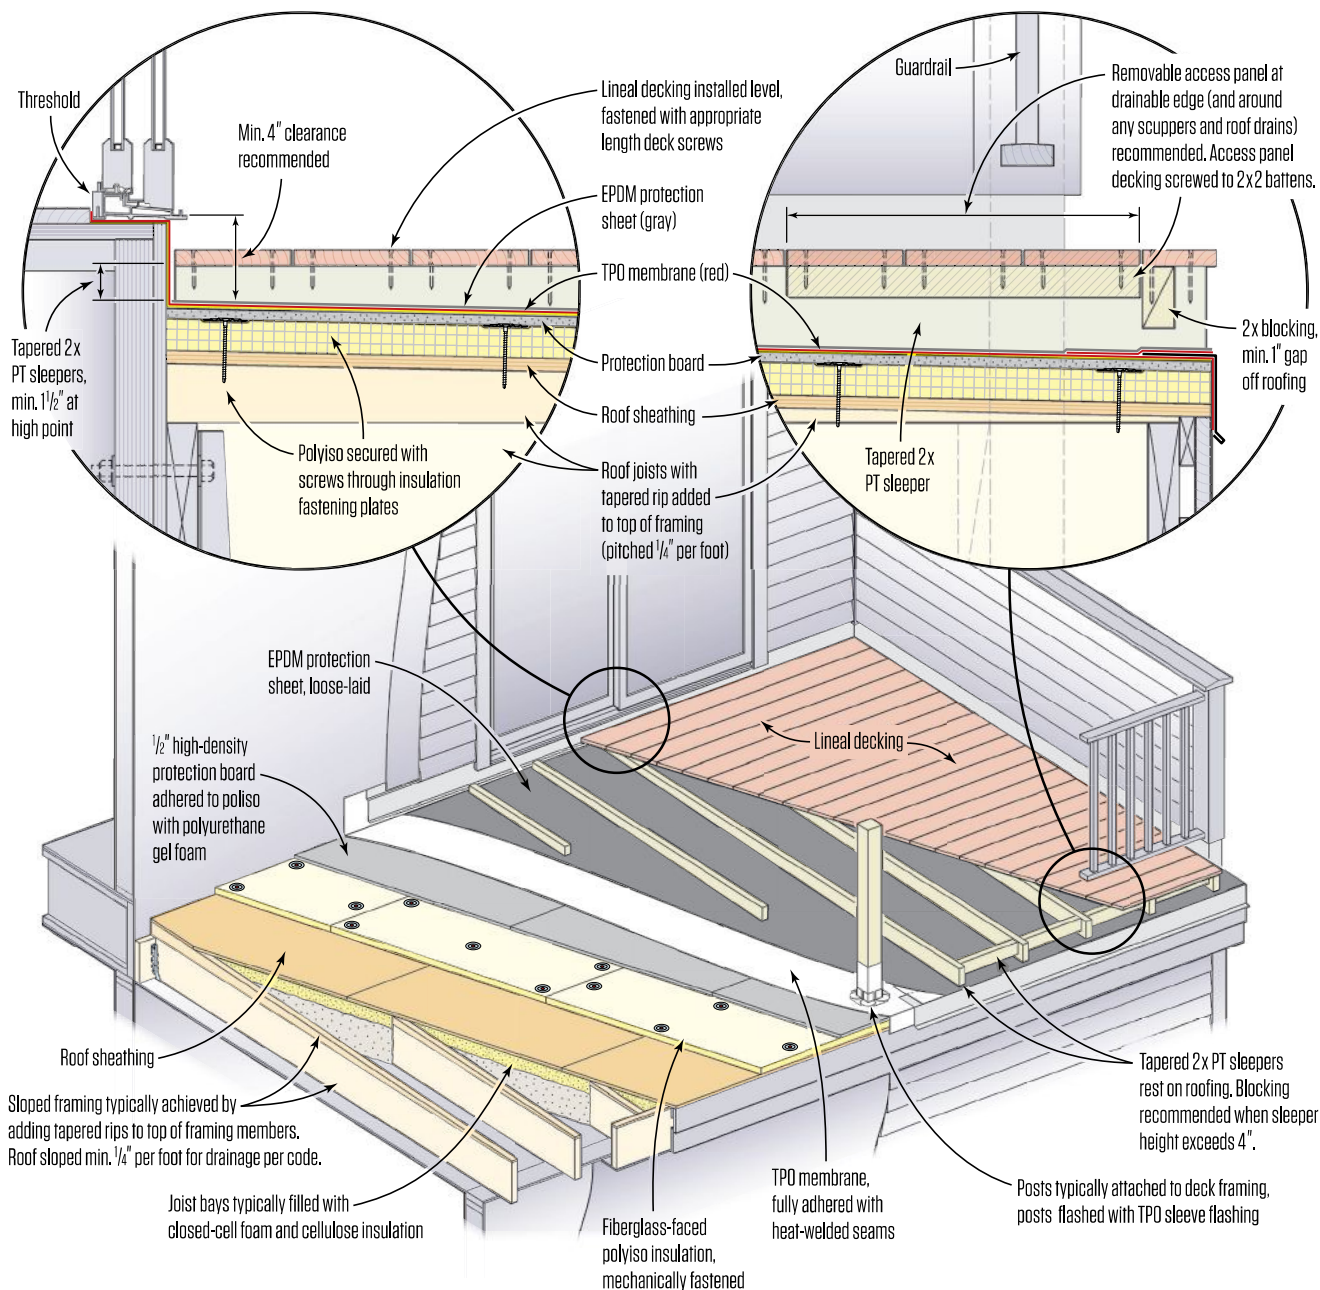 Threshold
Min. 4" clearance
recommended
Lineal decking installed level,
fastened with appropriate
length deck screws
EPDM protection
sheet (gray)
TPO membrane (red)
Protection board
Roof sheathing
Roof joists with
tapered rip added
to top of framing
(pitched 1/4" per foot)
Tapered 2x
PT sleepers,
min. 1 1/2" at
high point
Polyiso secured with
screws through insulation
fastening plates
Guardrail
Removable access panel at
drainable edge (and around
any scuppers and roof drains)
recommended. Access panel
decking screwed to 2x2 battens.
2x blocking,
min. 1" gap
off roofing
Tapered 2x
PT sleeper
EPDM protection
sheet, loose-laid
1/2" high-density
protection board
adhered to poliso
with polyurethane
gel foam
Lineal decking
Roof sheathing
Sloped framing typically achieved by
adding tapered rips to top of framing members.
Roof sloped min. 1/4" per foot for drainage per code.
Joist bays typically filled with
closed-cell foam and cellulose insulation
Fiberglass-faced
polyiso insulation,
mechanically fastened
TPO membrane,
fully adhered with
heat-welded seams
Tapered 2x PT sleepers
rest on roofing. Blocking
recommended when sleeper
height exceeds 4".
Posts typically attached to deck framing,
posts flashed with TPO sleeve flashing